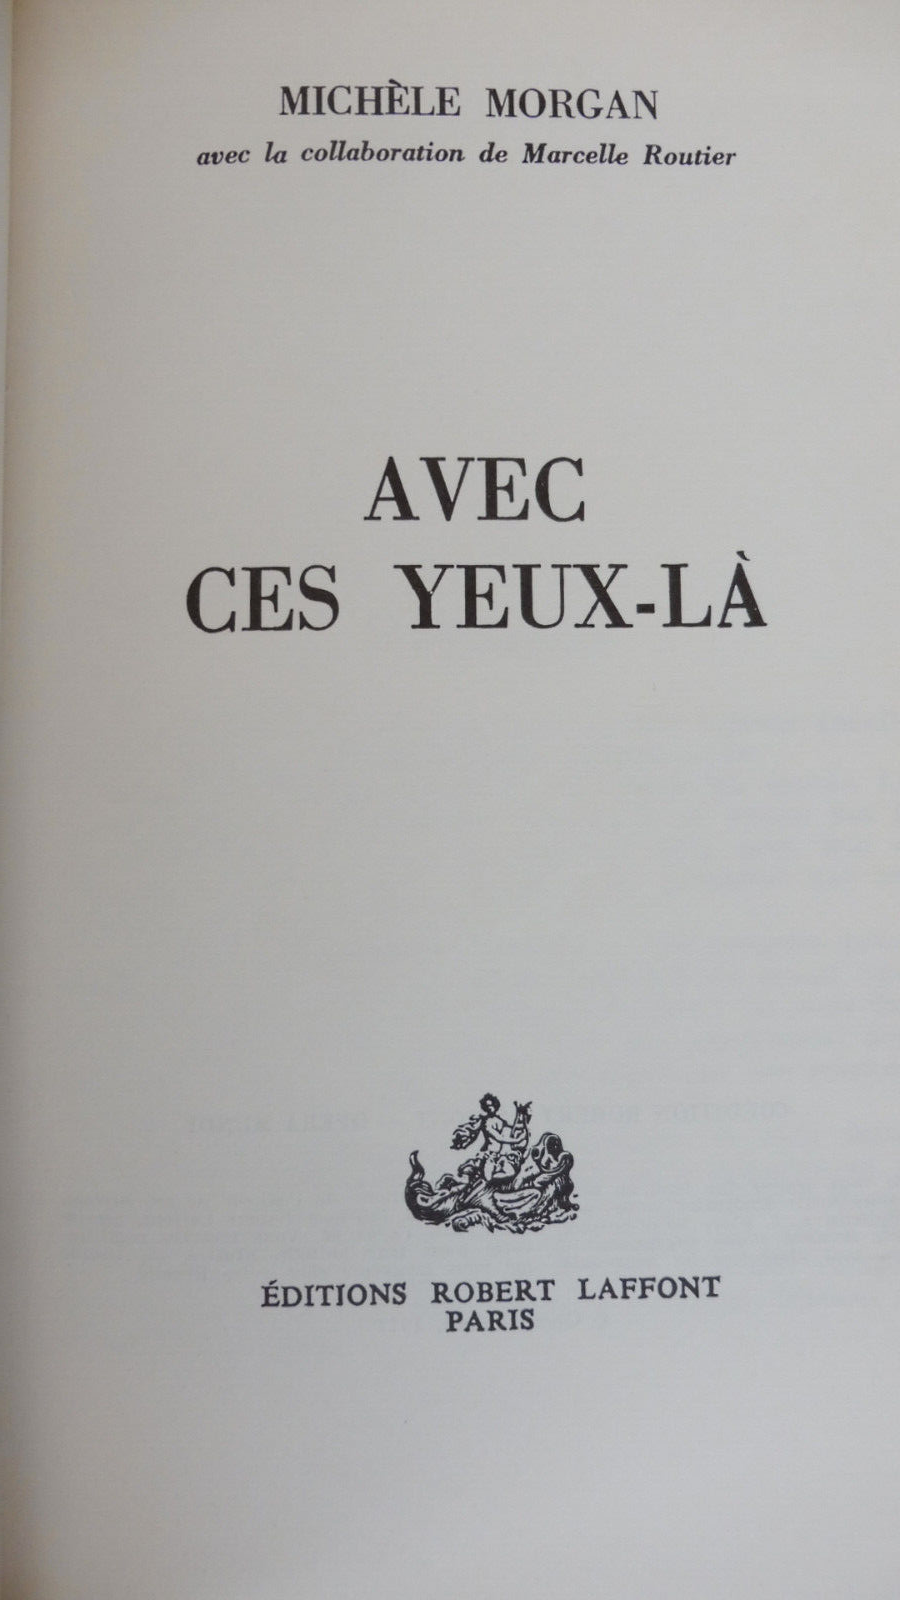 MICHÈLE MORGAN
avec la collaboration de Marcelle Routier
AVEC
CES YEUX-LÀ
ÉDITIONS ROBERT LAFFONT
PARIS